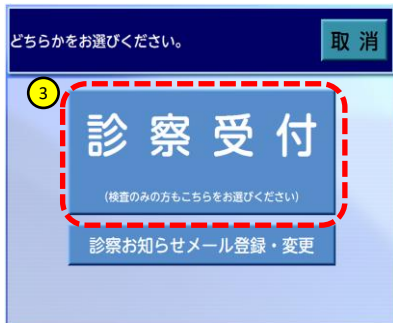 どちらかをお選びください。
取 消
3
診 察 受 付
(検査のみの方もこちらをお選びください)
診察お知らせメール登録・変更